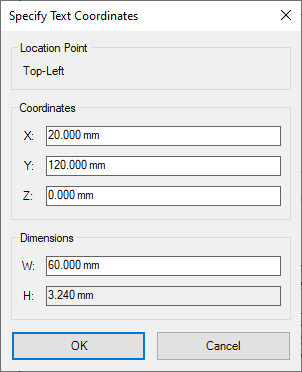 Specify Text Coordinates
Location Point
Top-Left
Coordinates
X: 20.000 mm
Y: 120.000 mm
Z: 0.000 mm
Dimensions
W: 60.000 mm
H: 3.240 mm
OK Cancel